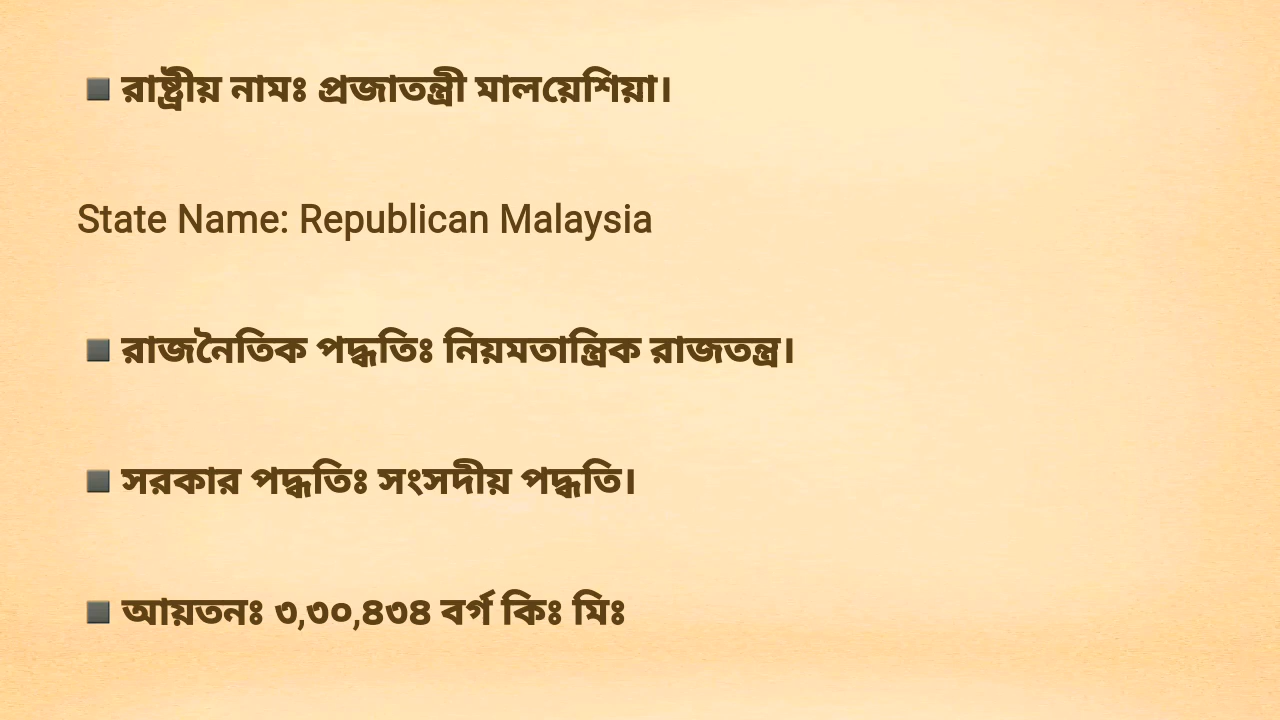 ◾ রাষ্ট্রীয় নামঃ প্রজাতন্ত্রী মালয়েশিয়া।
State Name: Republican Malaysia
◾ রাজনৈতিক পদ্ধতিঃ নিয়মতান্ত্রিক রাজতন্ত্র।
◾ সরকার পদ্ধতিঃ সংসদীয় পদ্ধতি।
◾ আয়তনঃ ৩,৩০,৪৩৪ বর্গ কিঃ মিঃ